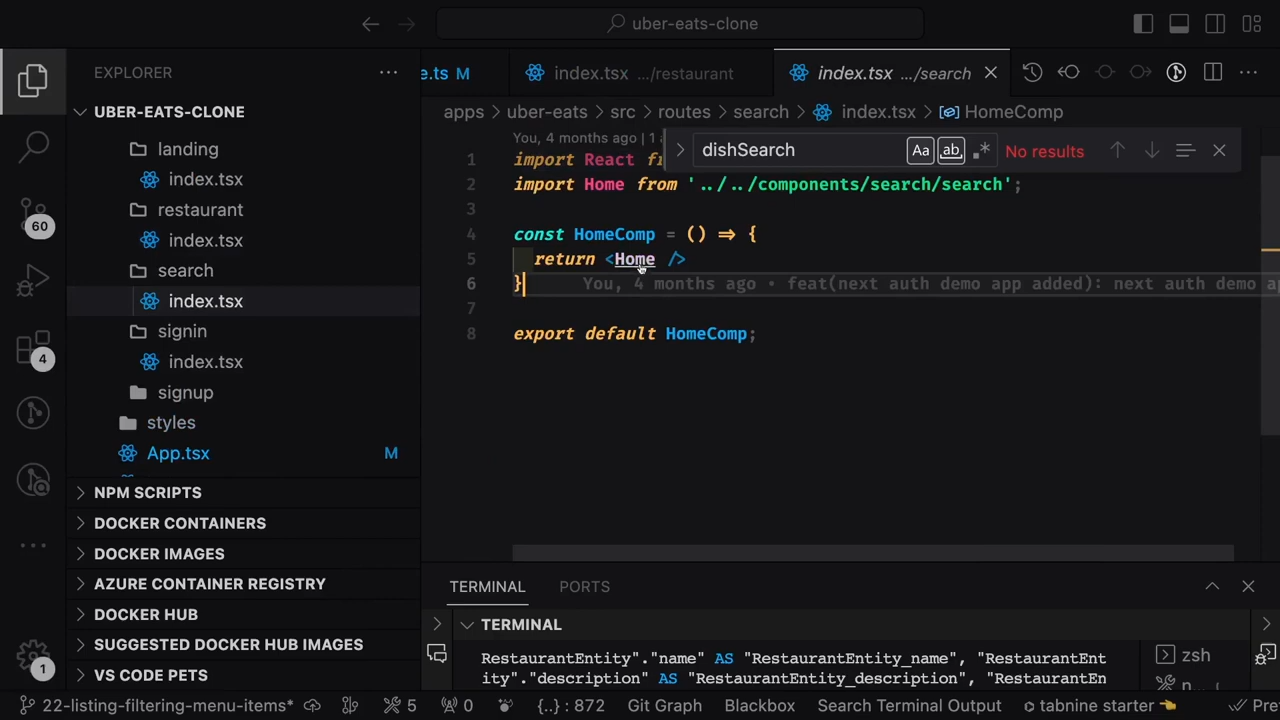 uber-eats-clone
EXPLORER
e.ts M
index.tsx .../restaurant
index.tsx .../search
UBER-EATS-CLONE
apps > uber-eats > src > routes > search > index.tsx > HomeComp
landing
index.tsx
restaurant
index.tsx
search
index.tsx
signin
index.tsx
signup
styles
App.tsx M
NPM SCRIPTS
DOCKER CONTAINERS
DOCKER IMAGES
AZURE CONTAINER REGISTRY
DOCKER HUB
SUGGESTED DOCKER HUB IMAGES
VS CODE PETS
60
4
1
You, 4 months ago | 1
dishSearch
Aa ab
No results
1 import React
2 import Home from '../../components/search/search';
3
4 const HomeComp = () => {
5 return <Home />
6 } You, 4 months ago • feat(next auth demo app added): next auth demo
7
8 export default HomeComp;
TERMINAL PORTS
TERMINAL
RestaurantEntity"."name" AS "RestaurantEntity_name", "RestaurantEnt
ity"."description" AS "RestaurantEntity_description", "RestaurantEn
zsh
22-listing-filtering-menu-items* 5 0 {..} : 872 Git Graph Blackbox Search Terminal Output tabnine starter